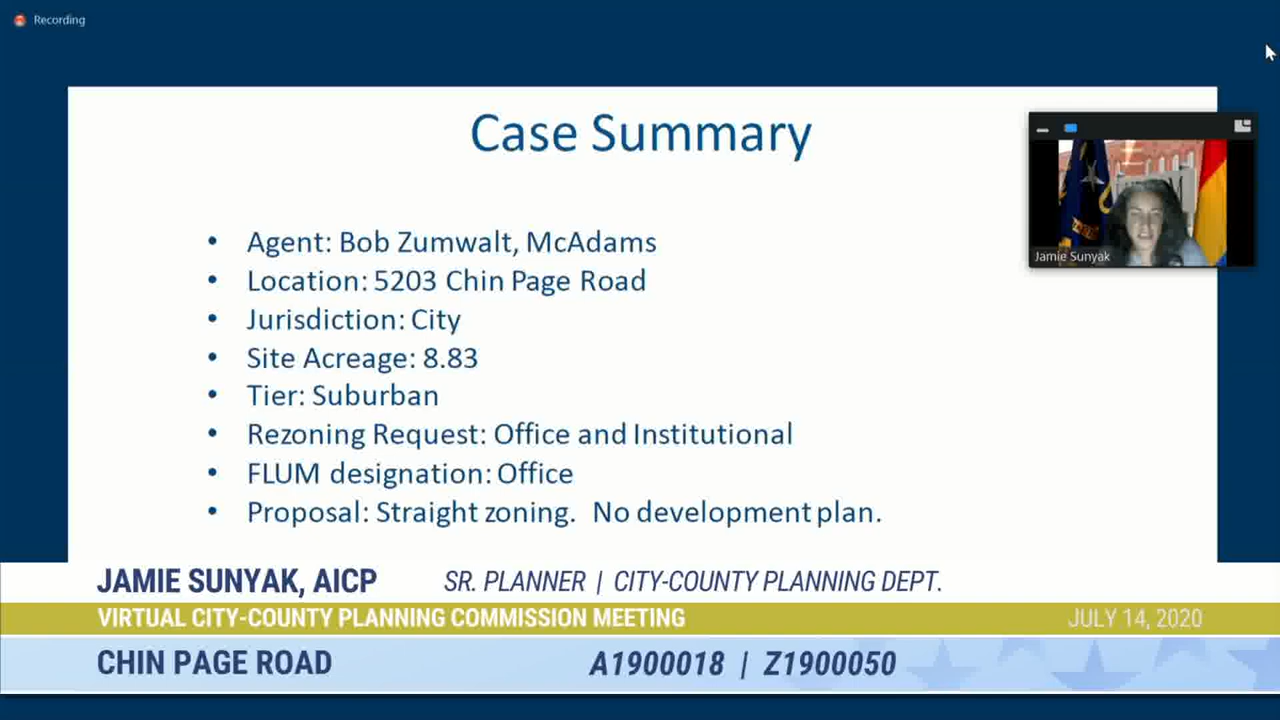 Recording
Case Summary
• Agent: Bob Zumwalt, McAdams
• Location: 5203 Chin Page Road
• Jurisdiction: City
• Site Acreage: 8.83
• Tier: Suburban
• Rezoning Request: Office and Institutional
• FLUM designation: Office
• Proposal: Straight zoning. No development plan.
Jamie Sunyak
JAMIE SUNYAK, AICP SR. PLANNER | CITY-COUNTY PLANNING DEPT.
VIRTUAL CITY-COUNTY PLANNING COMMISSION MEETING JULY 14, 2020
CHIN PAGE ROAD A1900018 | Z1900050